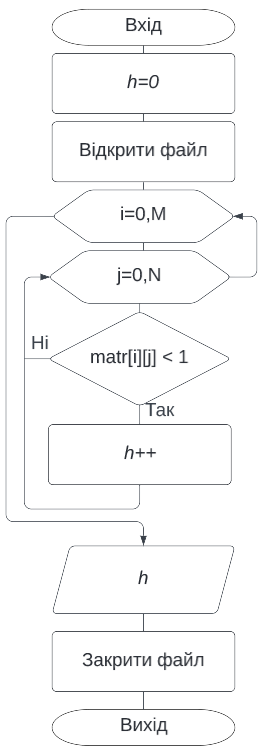 Вхід
h=0
Відкрити файл
i=0,M
j=0,N
Ні
matr[i][j] < 1
Так
h++
h
Закрити файл
Вихід